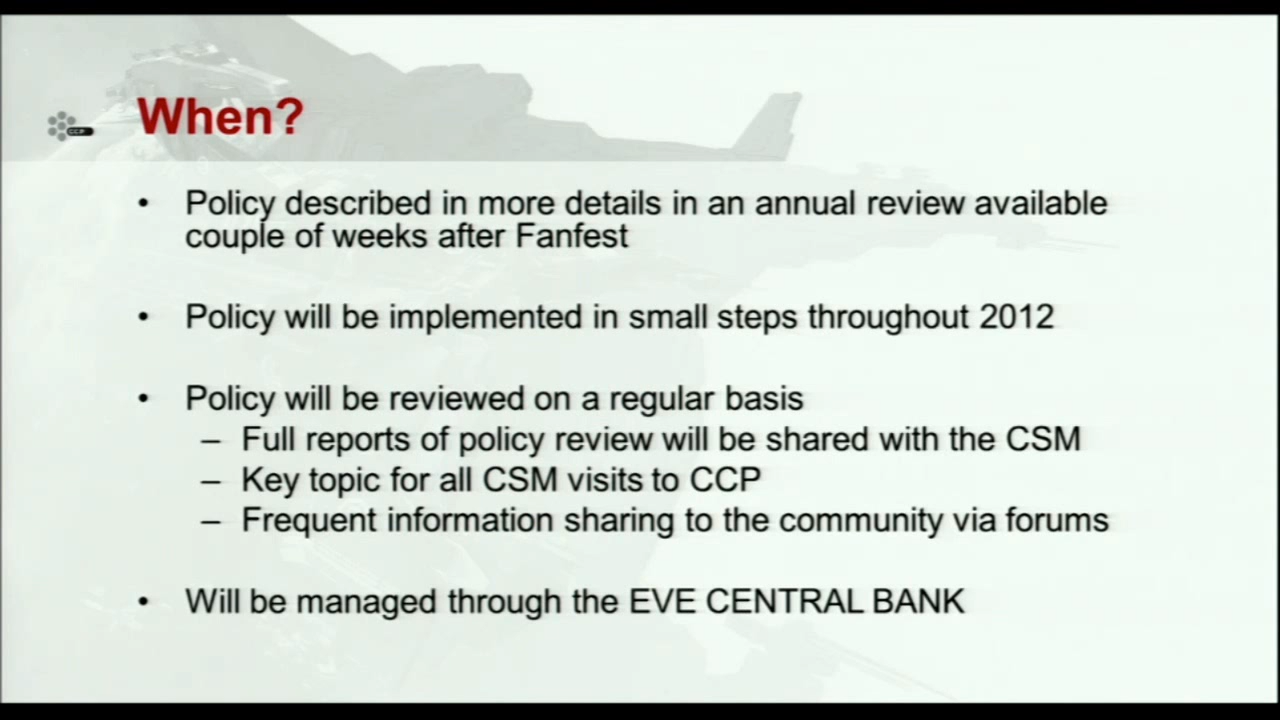 When?
CCP
• Policy described in more details in an annual review available
couple of weeks after Fanfest
• Policy will be implemented in small steps throughout 2012
• Policy will be reviewed on a regular basis
– Full reports of policy review will be shared with the CSM
– Key topic for all CSM visits to CCP
– Frequent information sharing to the community via forums
• Will be managed through the EVE CENTRAL BANK